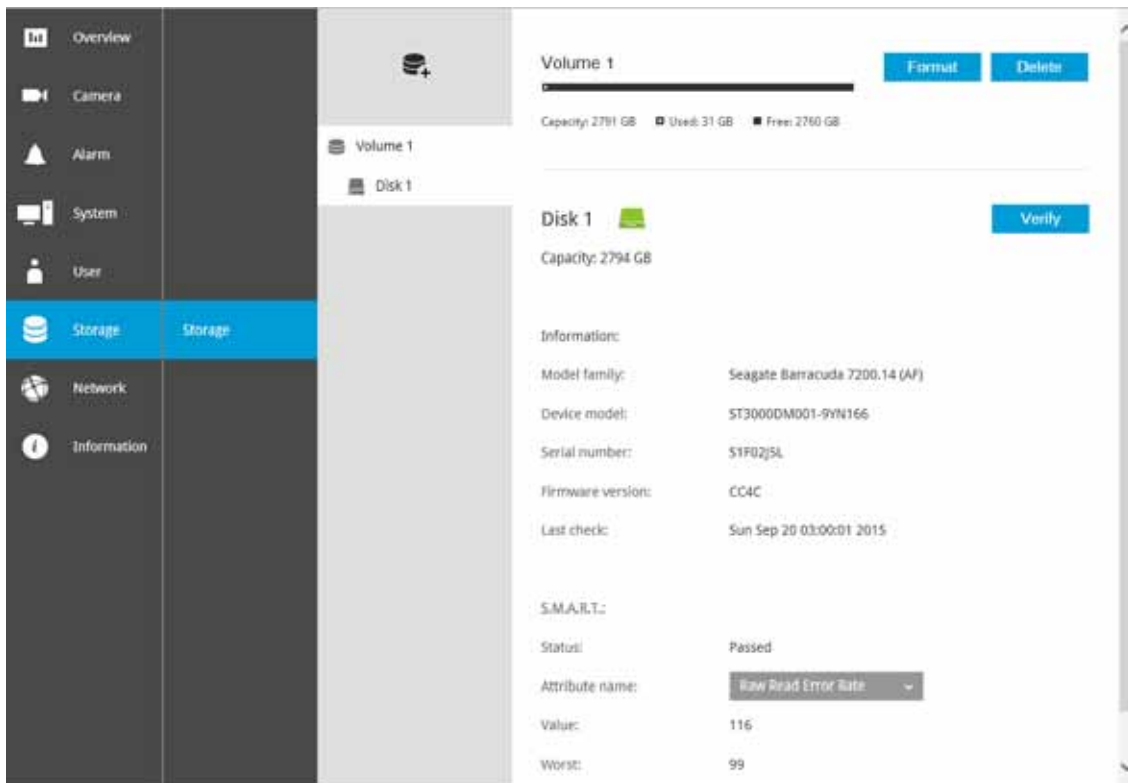 Overview
Camera
Alarm
System
User
Storage
Network
Information
Storage
Volume 1
Disk 1
Volume 1
Format
Delete
Capacity: 2791 GB Used: 31 GB Free: 2760 GB
Disk 1
Verify
Capacity: 2794 GB
Information:
Model family: Seagate Barracuda 7200.14 (AF)
Device model: ST3000DM001-9YN166
Serial number: S1F02J5L
Firmware version: CC4C
Last check: Sun Sep 20 03:00:01 2015
S.M.A.R.T.:
Status: Passed
Attribute name: Raw Read Error Rate
Value: 116
Worst: 99